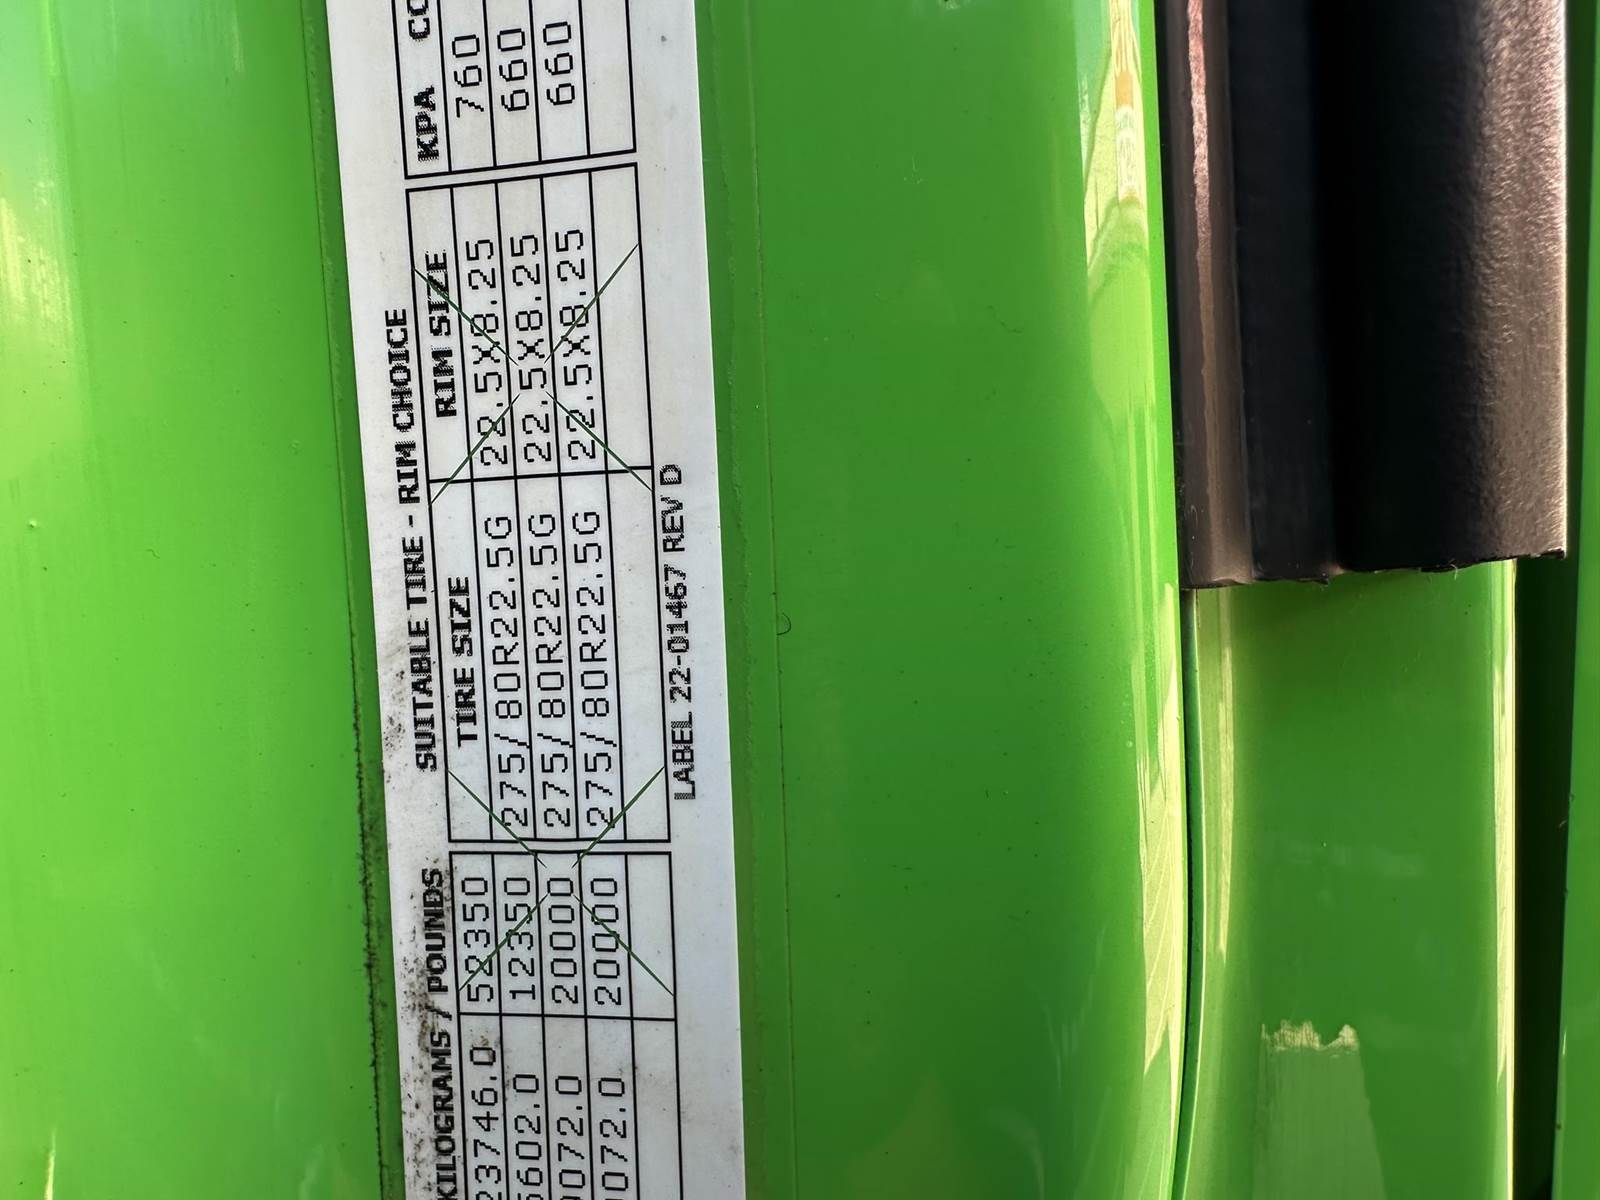 KILOGRAMS / POUNDS SUITABLE TIRE - RIM CHOICE
23746.0 52350 TIRE SIZE RIM SIZE KPA
5602.0 12350 275/80R22.5G 22.5X8.25 760
9072.0 20000 275/80R22.5G 22.5X8.25 660
9072.0 20000 275/80R22.5G 22.5X8.25 660
LABEL 22-01467 REV D